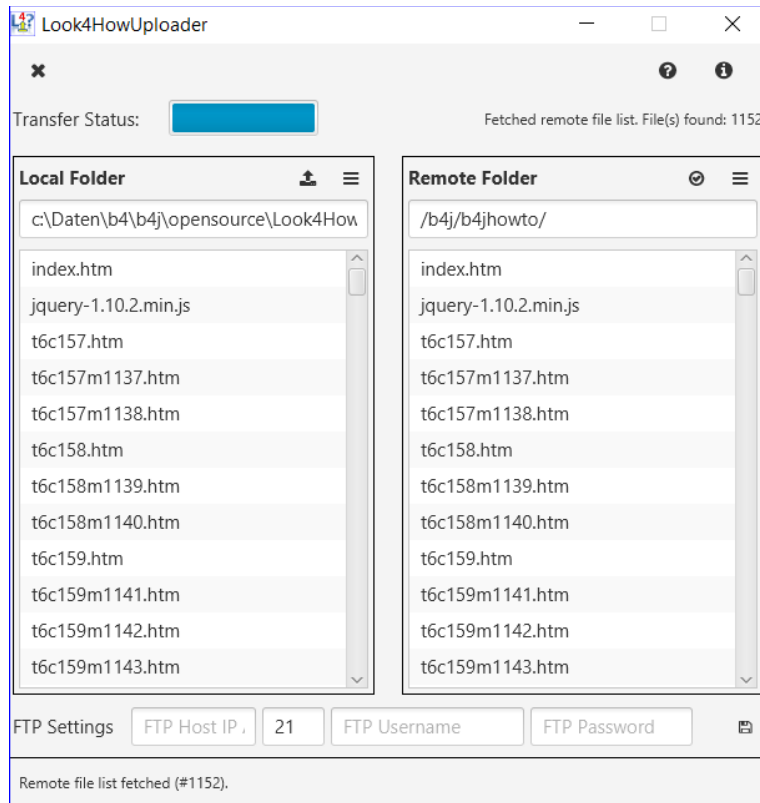 Look4HowUploader
Transfer Status:
Fetched remote file list. File(s) found: 1152
Local Folder
c:\Daten\b4\b4j\opensource\Look4How
index.htm
jquery-1.10.2.min.js
t6c157.htm
t6c157m1137.htm
t6c157m1138.htm
t6c158.htm
t6c158m1139.htm
t6c158m1140.htm
t6c159.htm
t6c159m1141.htm
t6c159m1142.htm
t6c159m1143.htm
Remote Folder
/b4j/b4jhowto/
index.htm
jquery-1.10.2.min.js
t6c157.htm
t6c157m1137.htm
t6c157m1138.htm
t6c158.htm
t6c158m1139.htm
t6c158m1140.htm
t6c159.htm
t6c159m1141.htm
t6c159m1142.htm
t6c159m1143.htm
FTP Settings FTP Host IP 21 FTP Username FTP Password
Remote file list fetched (#1152).